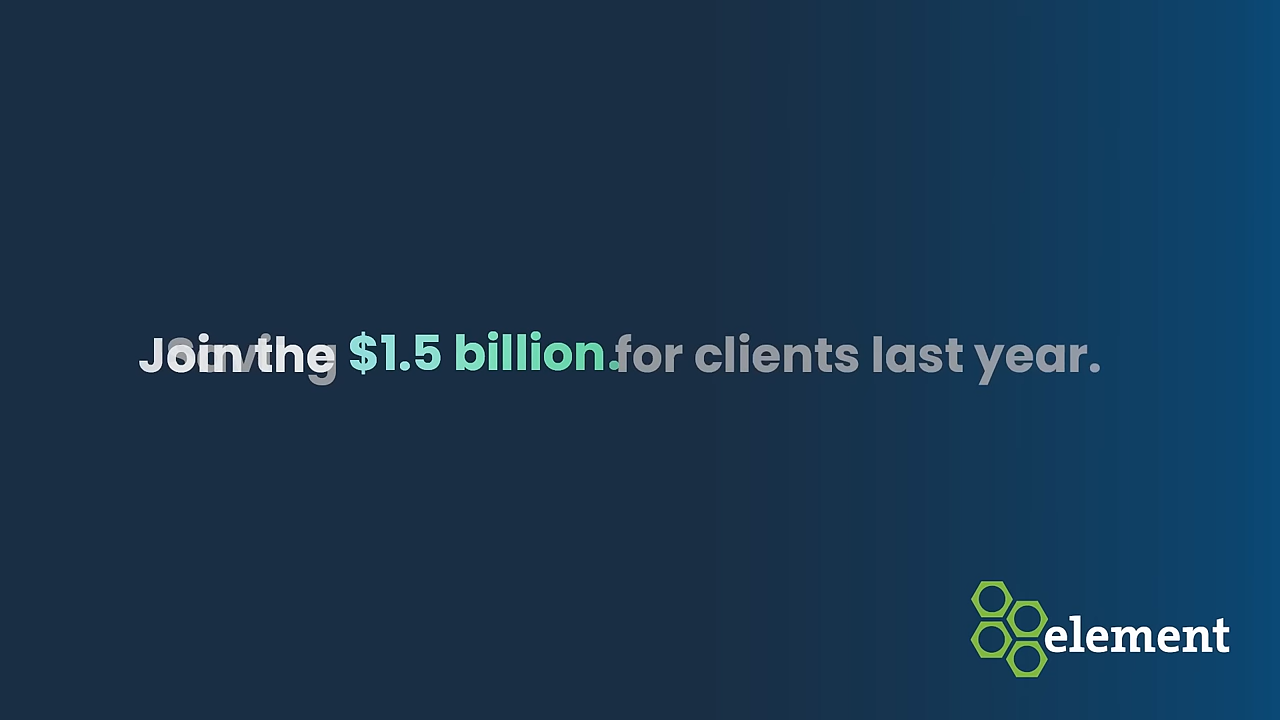 Join the $1.5 billion. for clients last year.
element